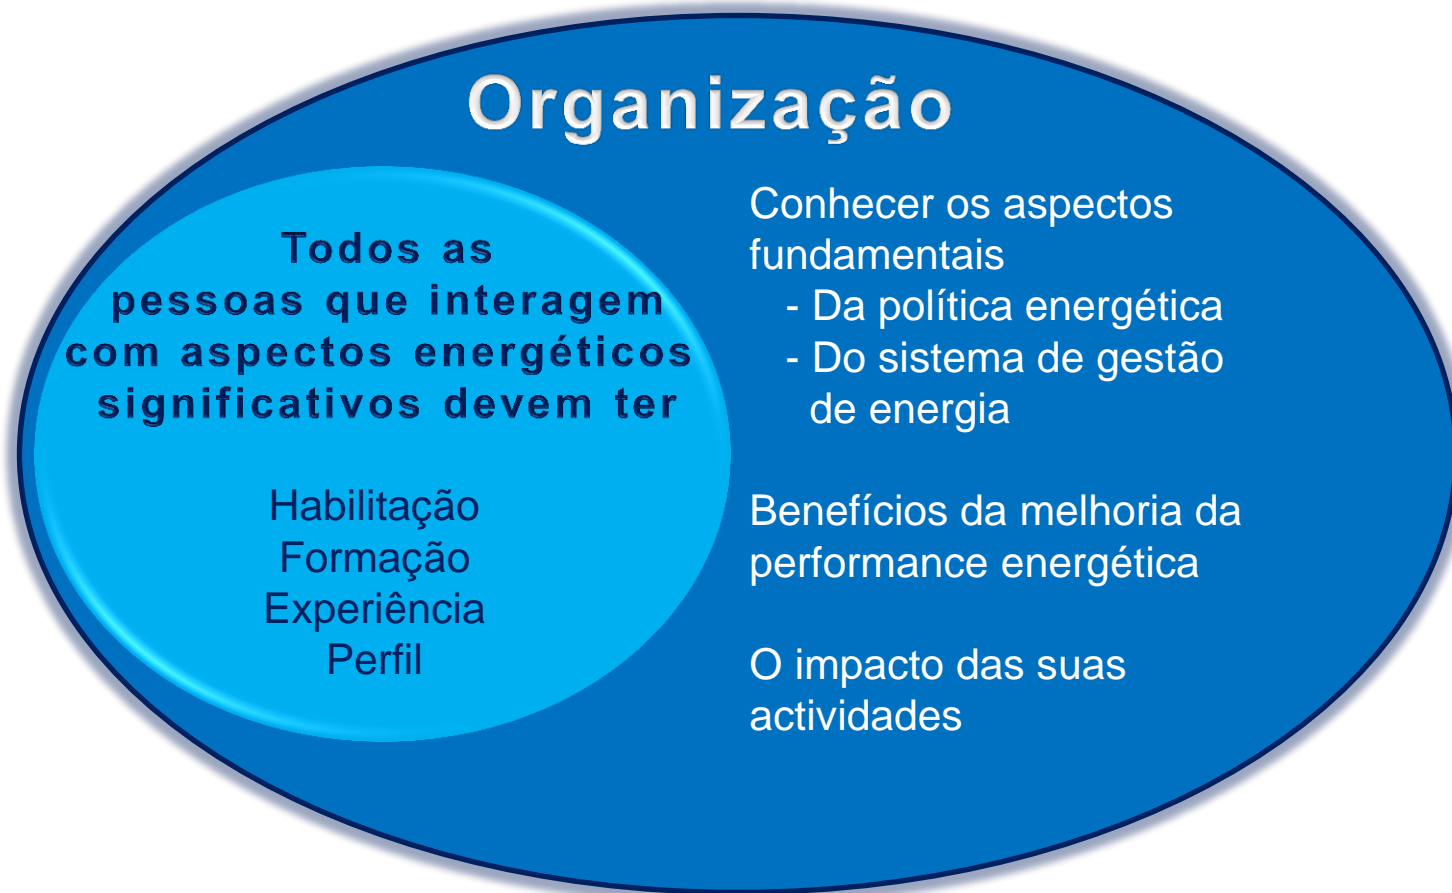 Organização
Todos as
pessoas que interagem
com aspectos energéticos
significativos devem ter
Habilitação
Formação
Experiência
Perfil
Conhecer os aspectos
fundamentais
- Da política energética
- Do sistema de gestão
de energia
Benefícios da melhoria da
performance energética
O impacto das suas
actividades